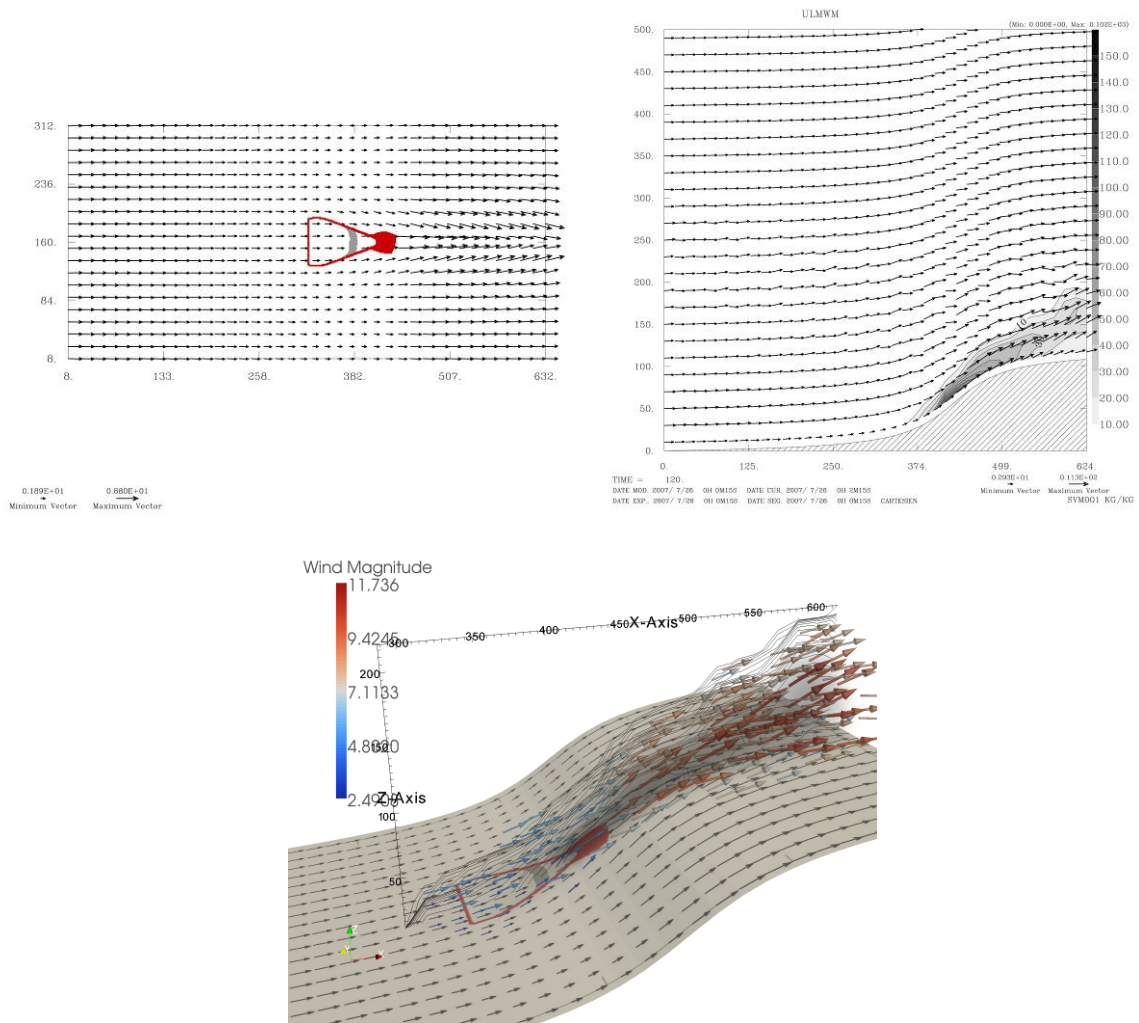 312.
236.
160.
84.
8.
8. 133. 258. 382. 507. 632.
0.189E+01 0.860E+01
Minimum Vector Maximum Vector
ULMWM
(Min: 0.000E+00, Max: 0.102E+03)
500.
450.
400.
350.
300.
250.
200.
150.
100.
50.
0.
10
150.0
140.0
130.0
120.0
110.0
100.0
90.00
80.00
70.00
60.00
50.00
40.00
30.00
20.00
10.00
0. 125. 250. 374. 499. 624.
TIME = 120.
DATE MOD. 2007/ 7/26 0H 0M15S DATE CUR. 2007/ 7/26 0H 2M15S
DATE EXP. 2007/ 7/26 0H 0M15S DATE SEG. 2007/ 7/26 0H 0M15S CARTESIEN
0.293E+01 0.113E+02
Minimum Vector Maximum Vector
SVM001 KG/KG
Wind Magnitude
11.736
9.4245
7.1133
300 350 400 450 X-Axis 500 550 600
200
150
Z-Axis
100
50
Z
Y
X